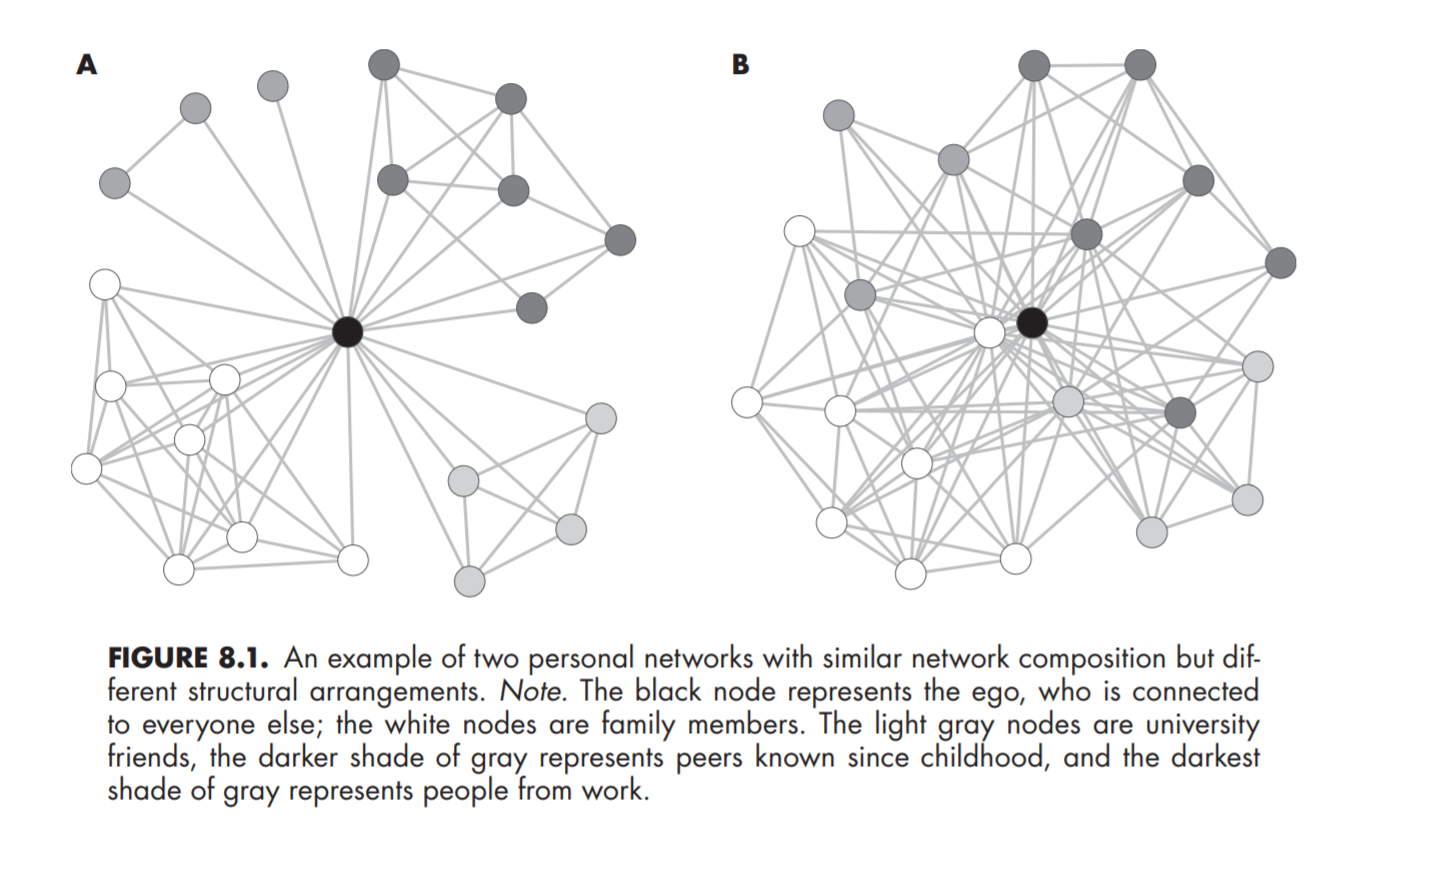 A
B
FIGURE 8.1. An example of two personal networks with similar network composition but dif-
ferent structural arrangements. Note. The black node represents the ego, who is connected
to everyone else; the white nodes are family members. The light gray nodes are university
friends, the darker shade of gray represents peers known since childhood, and the darkest
shade of gray represents people from work.